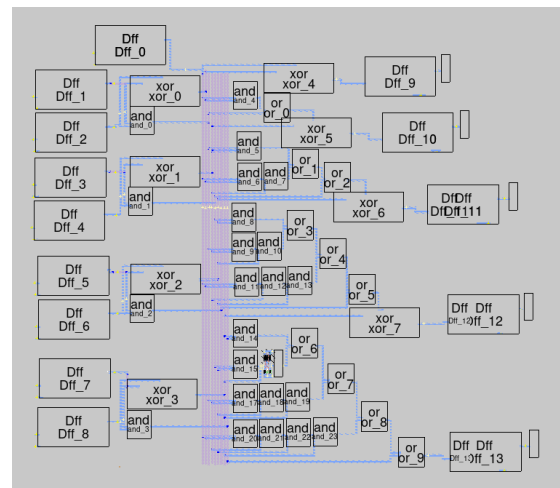 Dff
Dff_0
Dff
Dff_1
Dff
Dff_2
Dff
Dff_3
Dff
Dff_4
Dff
Dff_5
Dff
Dff_6
Dff
Dff_7
Dff
Dff_8
xor
xor_0
and
and_0
xor
xor_1
and
and_1
xor
xor_2
and
and_2
xor
xor_3
and
and_3
xor
xor_4
and
and_4
or
or_0
xor
xor_5
and
and_5
or
or_1
and
and_6
and
and_7
or
or_2
xor
xor_6
and
and_8
or
or_3
and
and_9
and
and_10
or
or_4
and
and_11
and
and_12
and
and_13
or
or_5
xor
xor_7
and
and_14
or
or_6
and
and_15
and
and_17
and
and_18
and
and_19
or
or_7
and
and_20
and
and_21
and
and_22
and
and_23
or
or_8
or
or_9
Dff
Dff_9
Dff
Dff_10
Dff Dff
Dff_11
Dff Dff
Dff_12
Dff Dff
Dff_13